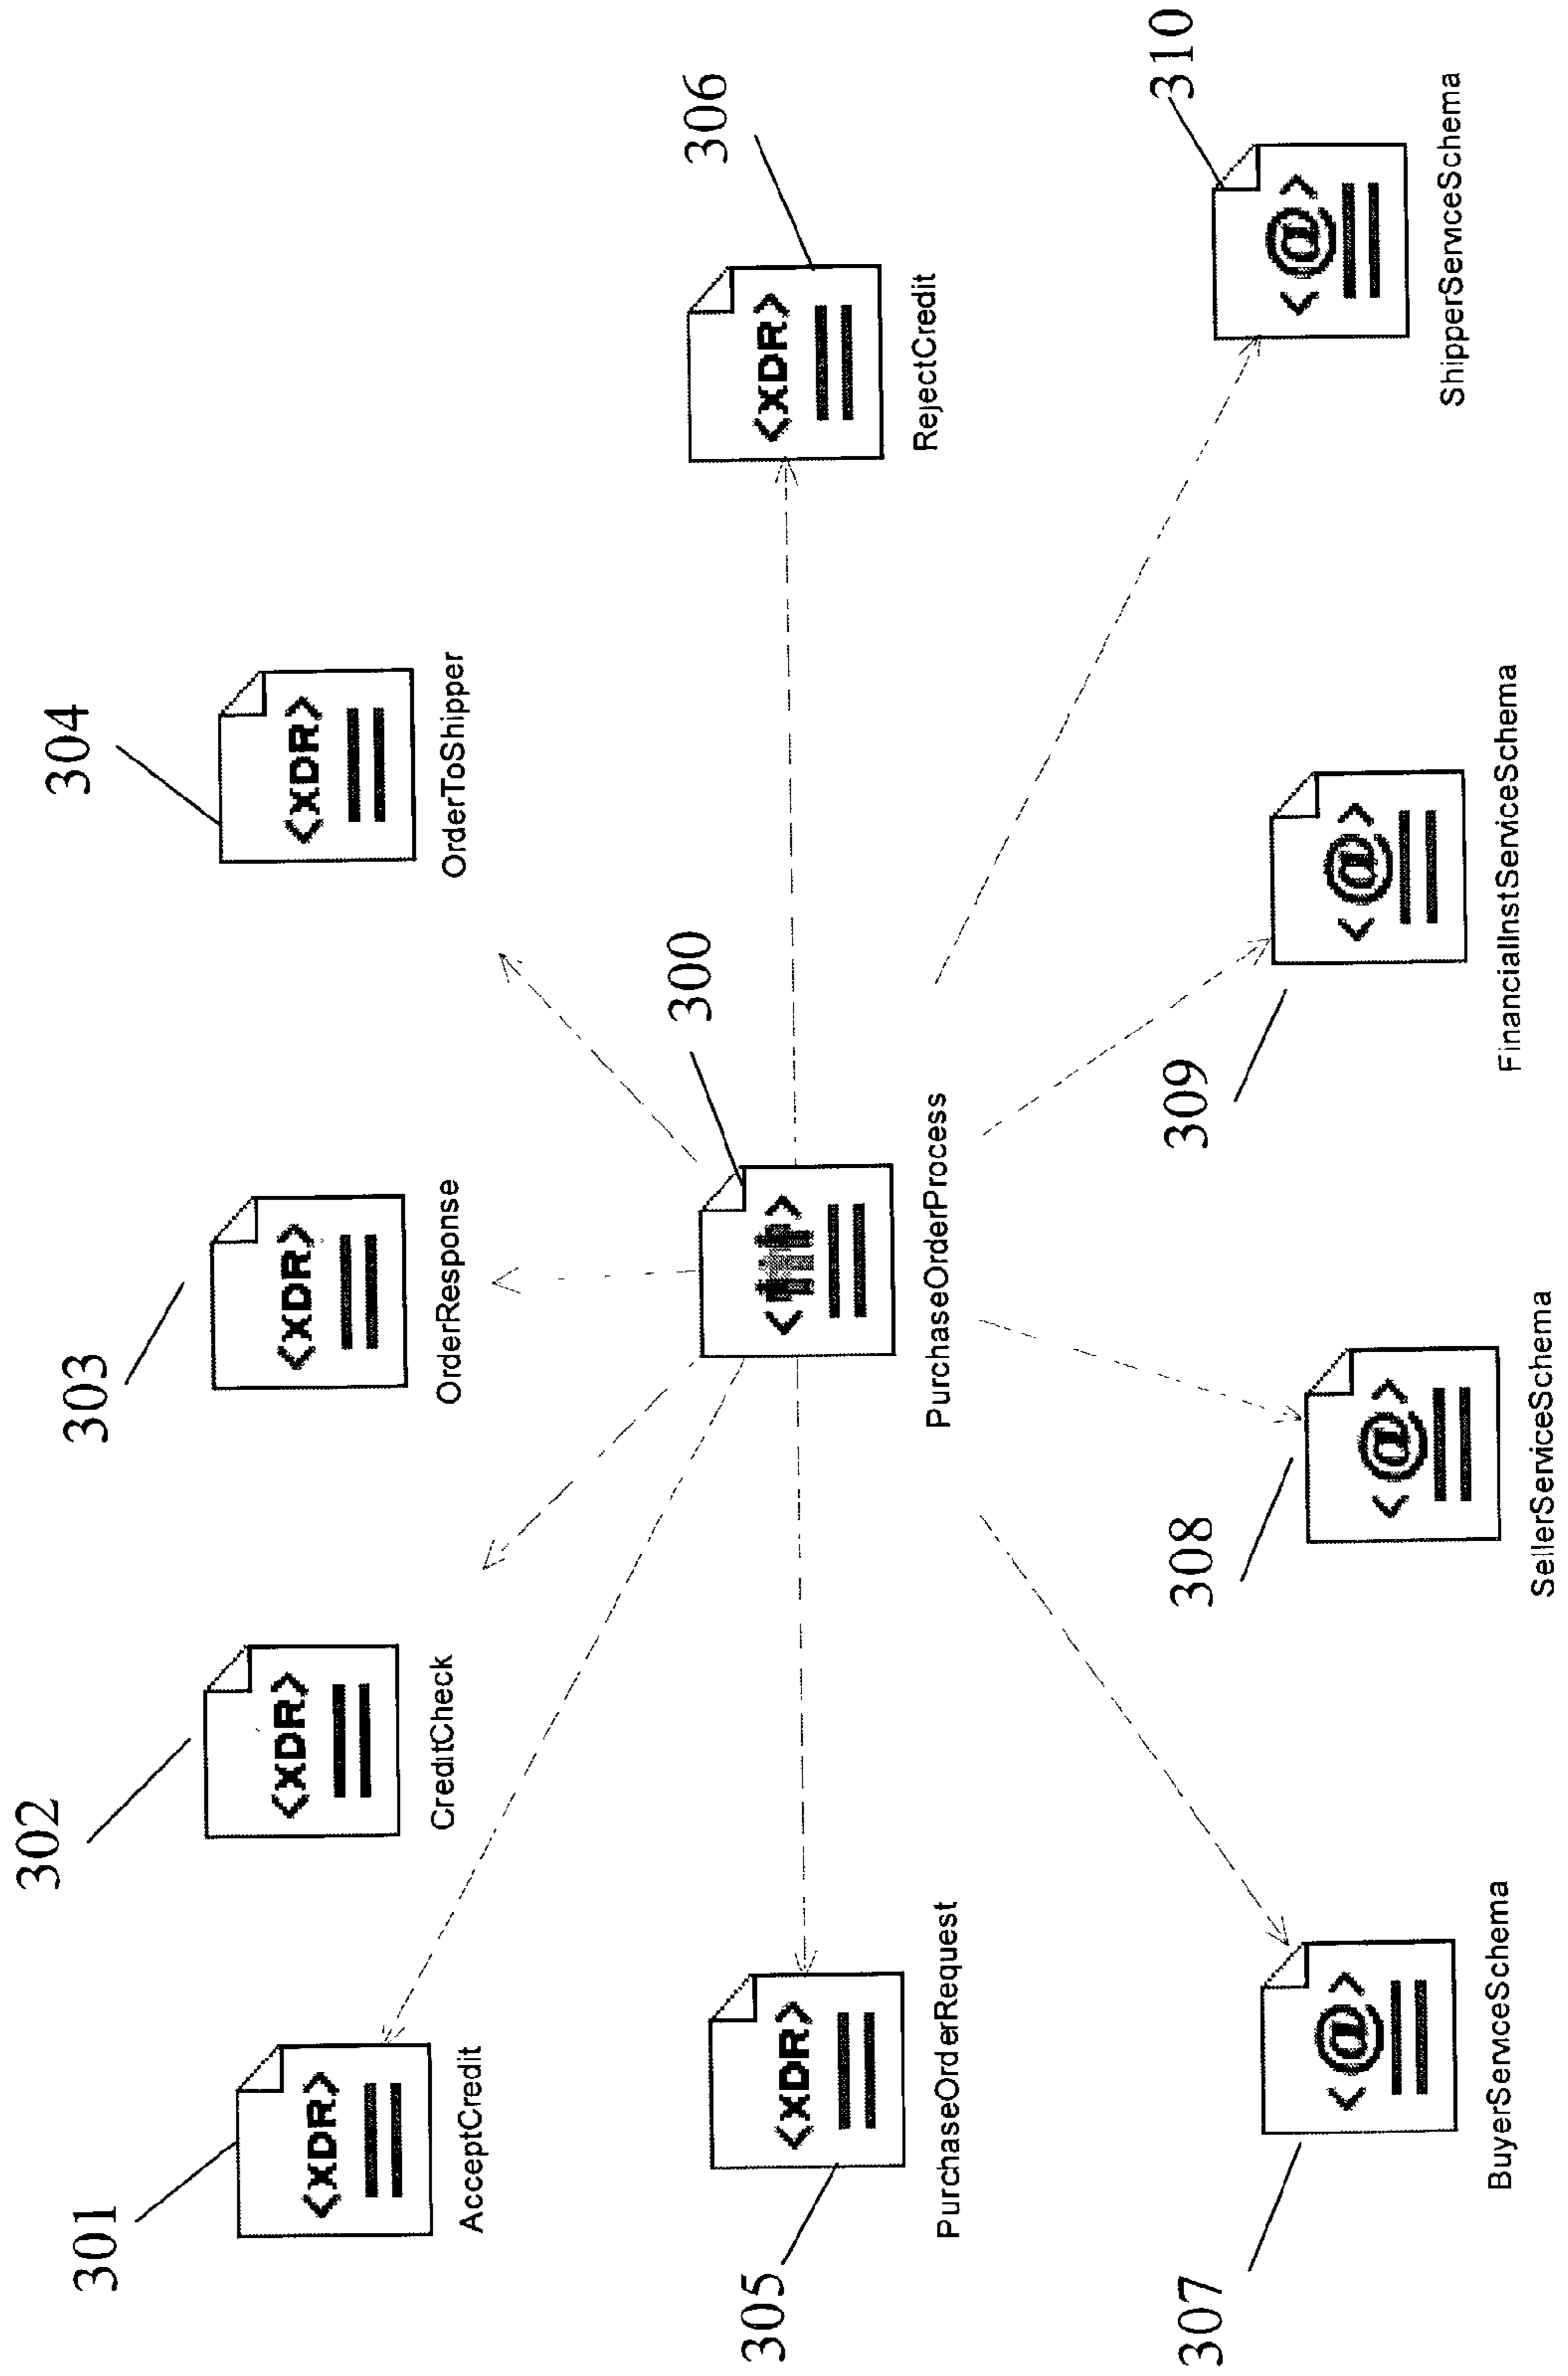 301
<XDR>
AcceptCredit
302
<XDR>
CreditCheck
303
<XDR>
OrderResponse
304
<XDR>
OrderToShipper
305
<XDR>
PurchaseOrderRequest
300
PurchaseOrderProcess
306
<XDR>
RejectCredit
307
<@>
BuyerServiceSchema
308
<@>
SellerServiceSchema
309
<@>
FinancialInstServiceSchema
310
<@>
ShipperServiceSchema